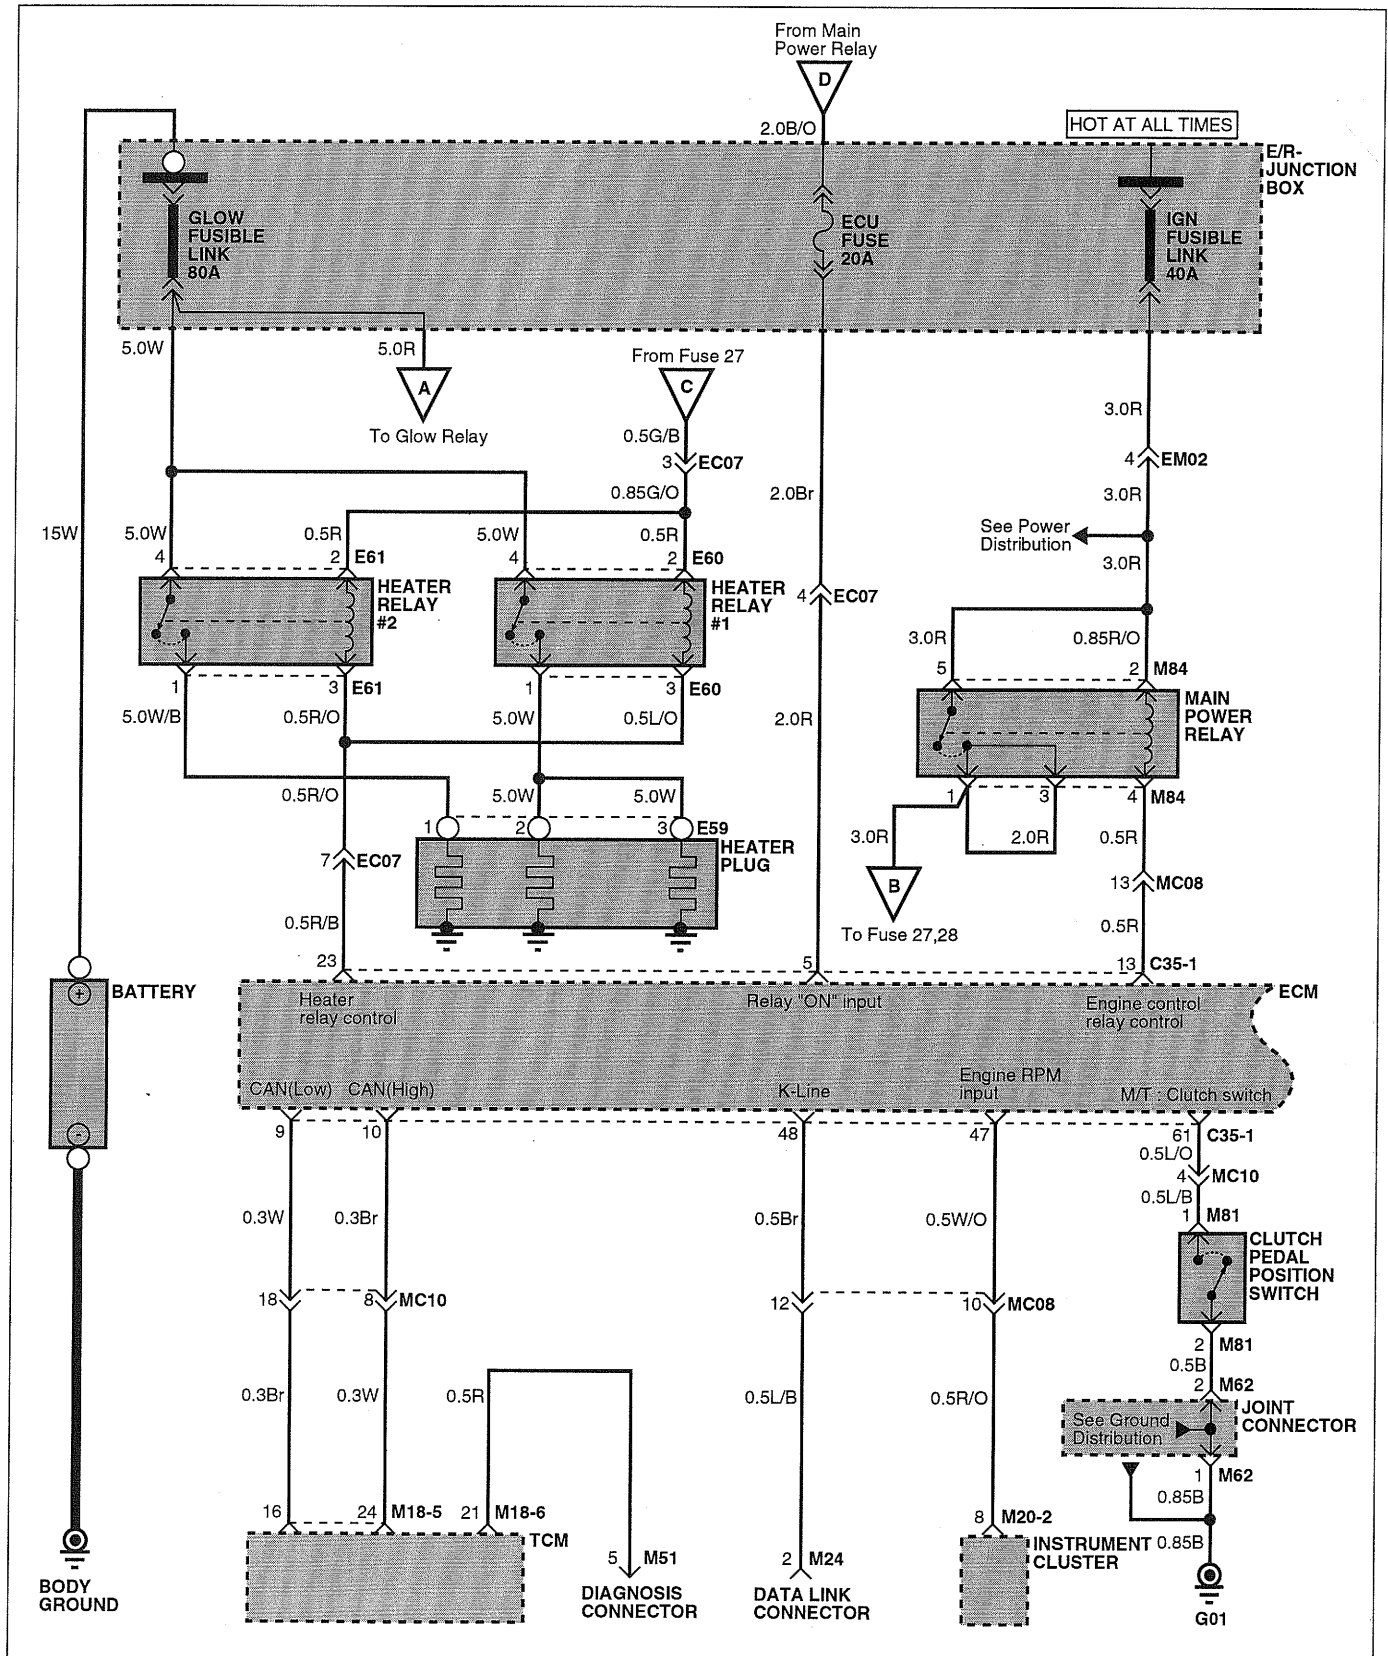 From Main
Power Relay
D
2.0B/O
HOT AT ALL TIMES
E/R-
JUNCTION
BOX
GLOW
FUSIBLE
LINK
80A
ECU
FUSE
20A
IGN
FUSIBLE
LINK
40A
5.0W
5.0R
A
To Glow Relay
From Fuse 27
C
0.5G/B
3
EC07
0.85G/O
3.0R
4
EM02
3.0R
See Power
Distribution
3.0R
15W
5.0W
0.5R
5.0W
0.5R
2.0Br
4
2
E61
4
2
E60
HEATER
RELAY
#2
HEATER
RELAY
#1
4
EC07
3.0R
0.85R/O
5
2
M84
1
3
E61
1
3
E60
5.0W/B
0.5R/O
5.0W
0.5L/O
2.0R
MAIN
POWER
RELAY
0.5R/O
5.0W
5.0W
1
3
4
M84
1
2
3
E59
HEATER
PLUG
3.0R
2.0R
0.5R
7
EC07
B
13
MC08
To Fuse 27,28
0.5R/B
0.5R
23
5
13
C35-1
BATTERY
+
-
Heater
relay control
Relay "ON" input
Engine control
relay control
ECM
CAN(Low)
CAN(High)
K-Line
Engine RPM
input
M/T : Clutch switch
9
10
48
47
61
C35-1
0.5L/O
4
MC10
0.5L/B
1
M81
0.3W
0.3Br
0.5Br
0.5W/O
CLUTCH
PEDAL
POSITION
SWITCH
18
8
MC10
12
10
MC08
2
M81
0.5B
2
M62
0.3Br
0.3W
0.5R
0.5L/B
0.5R/O
JOINT
CONNECTOR
See Ground
Distribution
1
M62
0.85B
16
24
M18-5
21
M18-6
8
M20-2
TCM
5
M51
DIAGNOSIS
CONNECTOR
2
M24
DATA LINK
CONNECTOR
INSTRUMENT
CLUSTER
0.85B
BODY
GROUND
G01